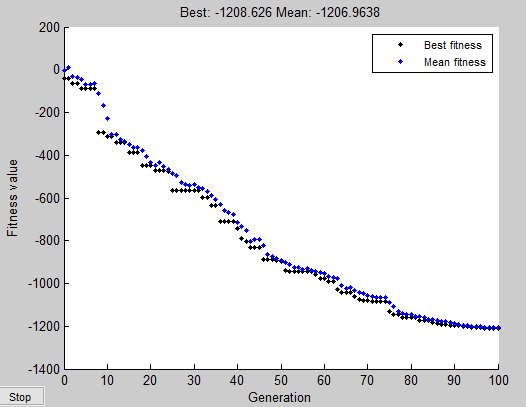 Best: -1208.626 Mean: -1206.9638
200
0
-200
-400
-600
-800
-1000
-1200
-1400
Fitness value
Best fitness
Mean fitness
0 10 20 30 40 50 60 70 80 90 100
Generation
Stop